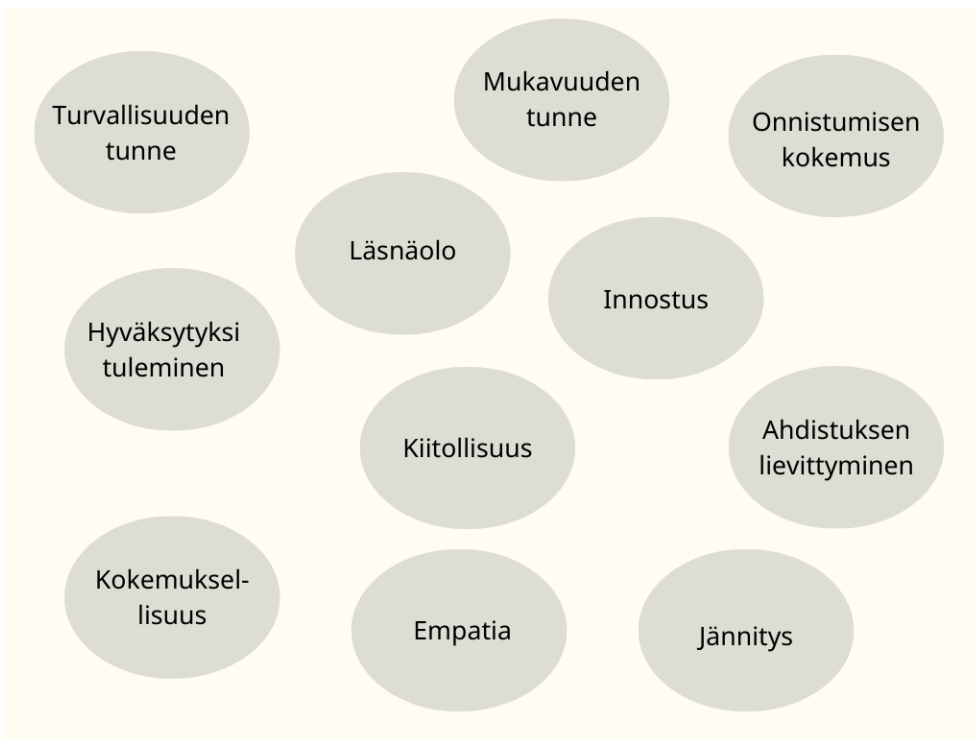 Turvallisuuden
tunne
Mukavuuden
tunne
Onnistumisen
kokemus
Läsnäolo
Innostus
Hyväksytyksi
tuleminen
Kiitollisuus
Ahdistuksen
lievittyminen
Kokemuksel-
lisuus
Empatia
Jännitys